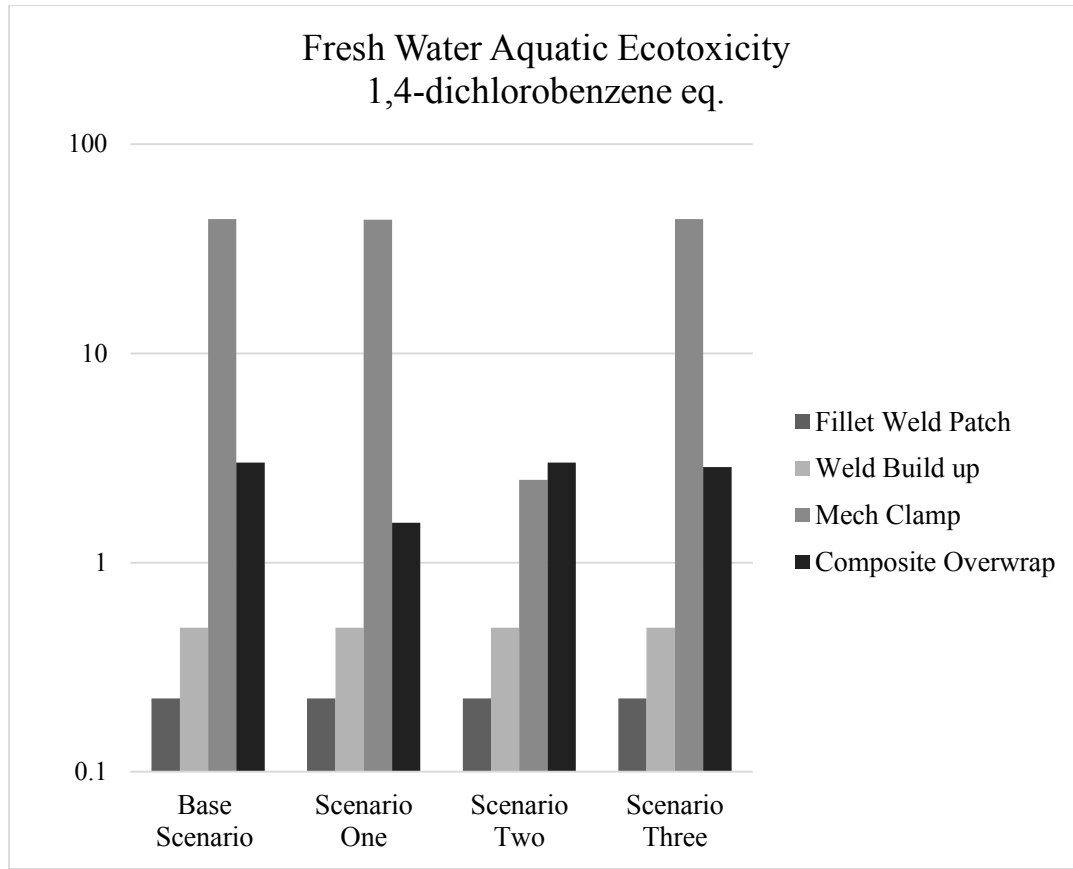 Fresh Water Aquatic Ecotoxicity
1,4-dichlorobenzene eq.
100
10
1
0.1
Base
Scenario
Scenario
One
Scenario
Two
Scenario
Three
Fillet Weld Patch
Weld Build up
Mech Clamp
Composite Overwrap